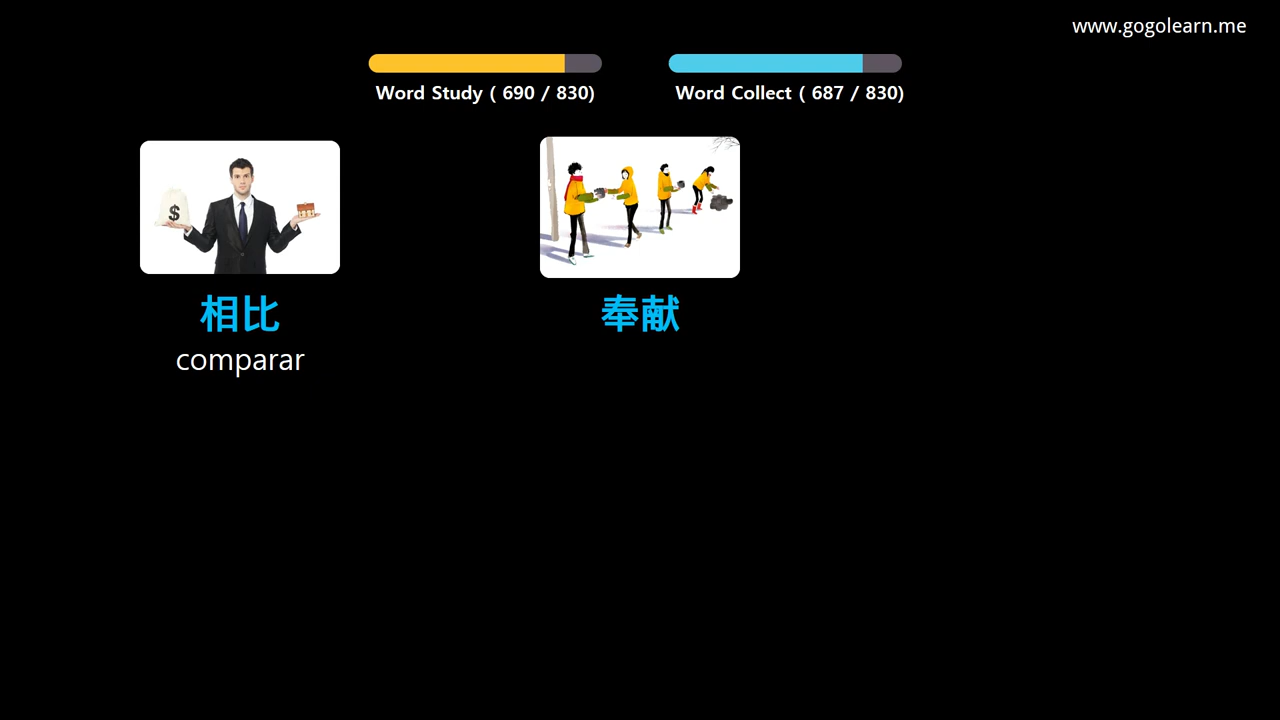 www.gogolearn.me
Word Study ( 690 / 830)
Word Collect ( 687 / 830)
$
相比
奉献
comparar